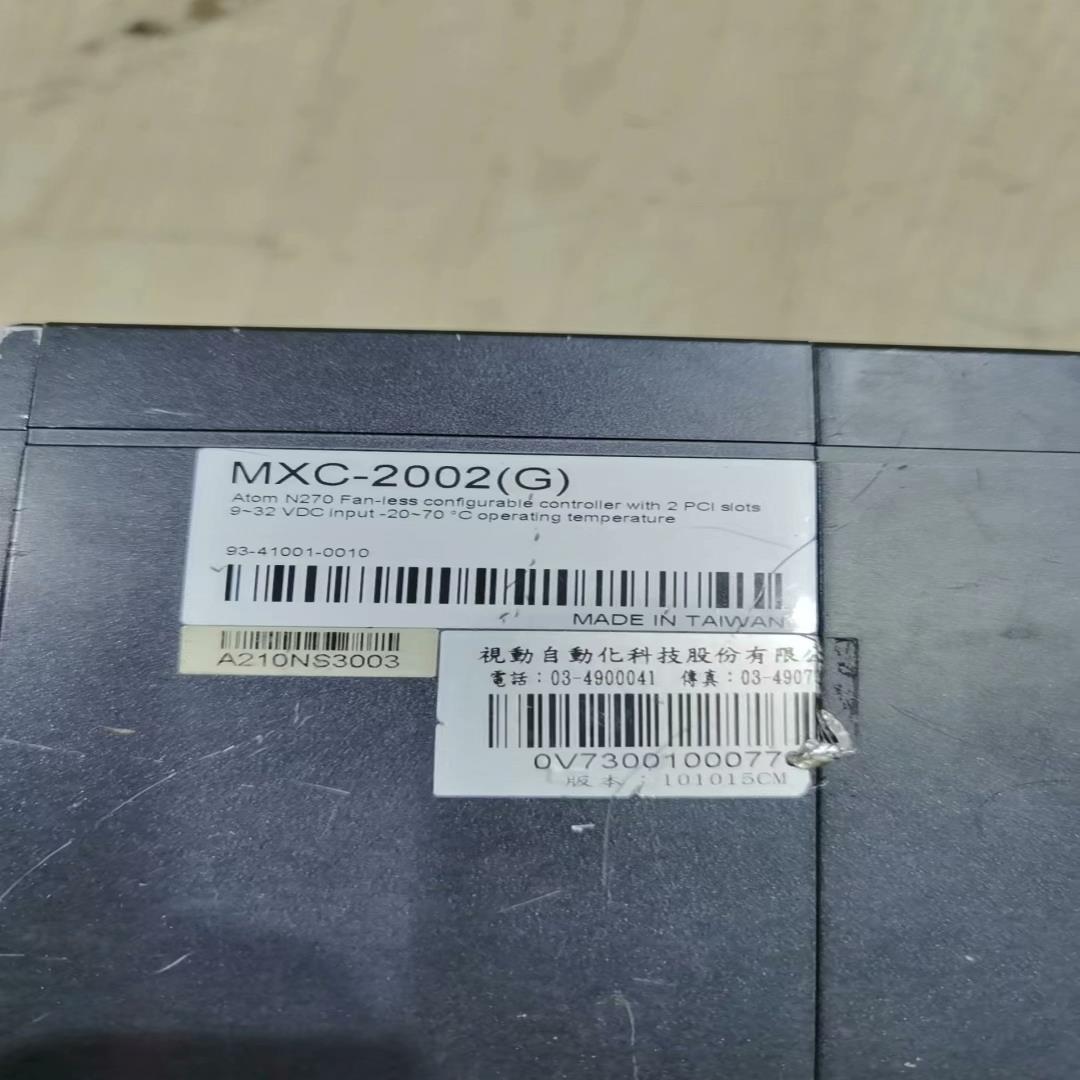 MXC-2002(G)
Atom N270 Fan-less configurable controller with 2 PCI slots
9~32 VDC input -20~70 °C operating temperature
93-41001-0010
MADE IN TAIWAN
A210NS3003
視動自動化科技股份有限公
電話：03-4900041 傳真：03-4907
0V730010007
版本：101015CM